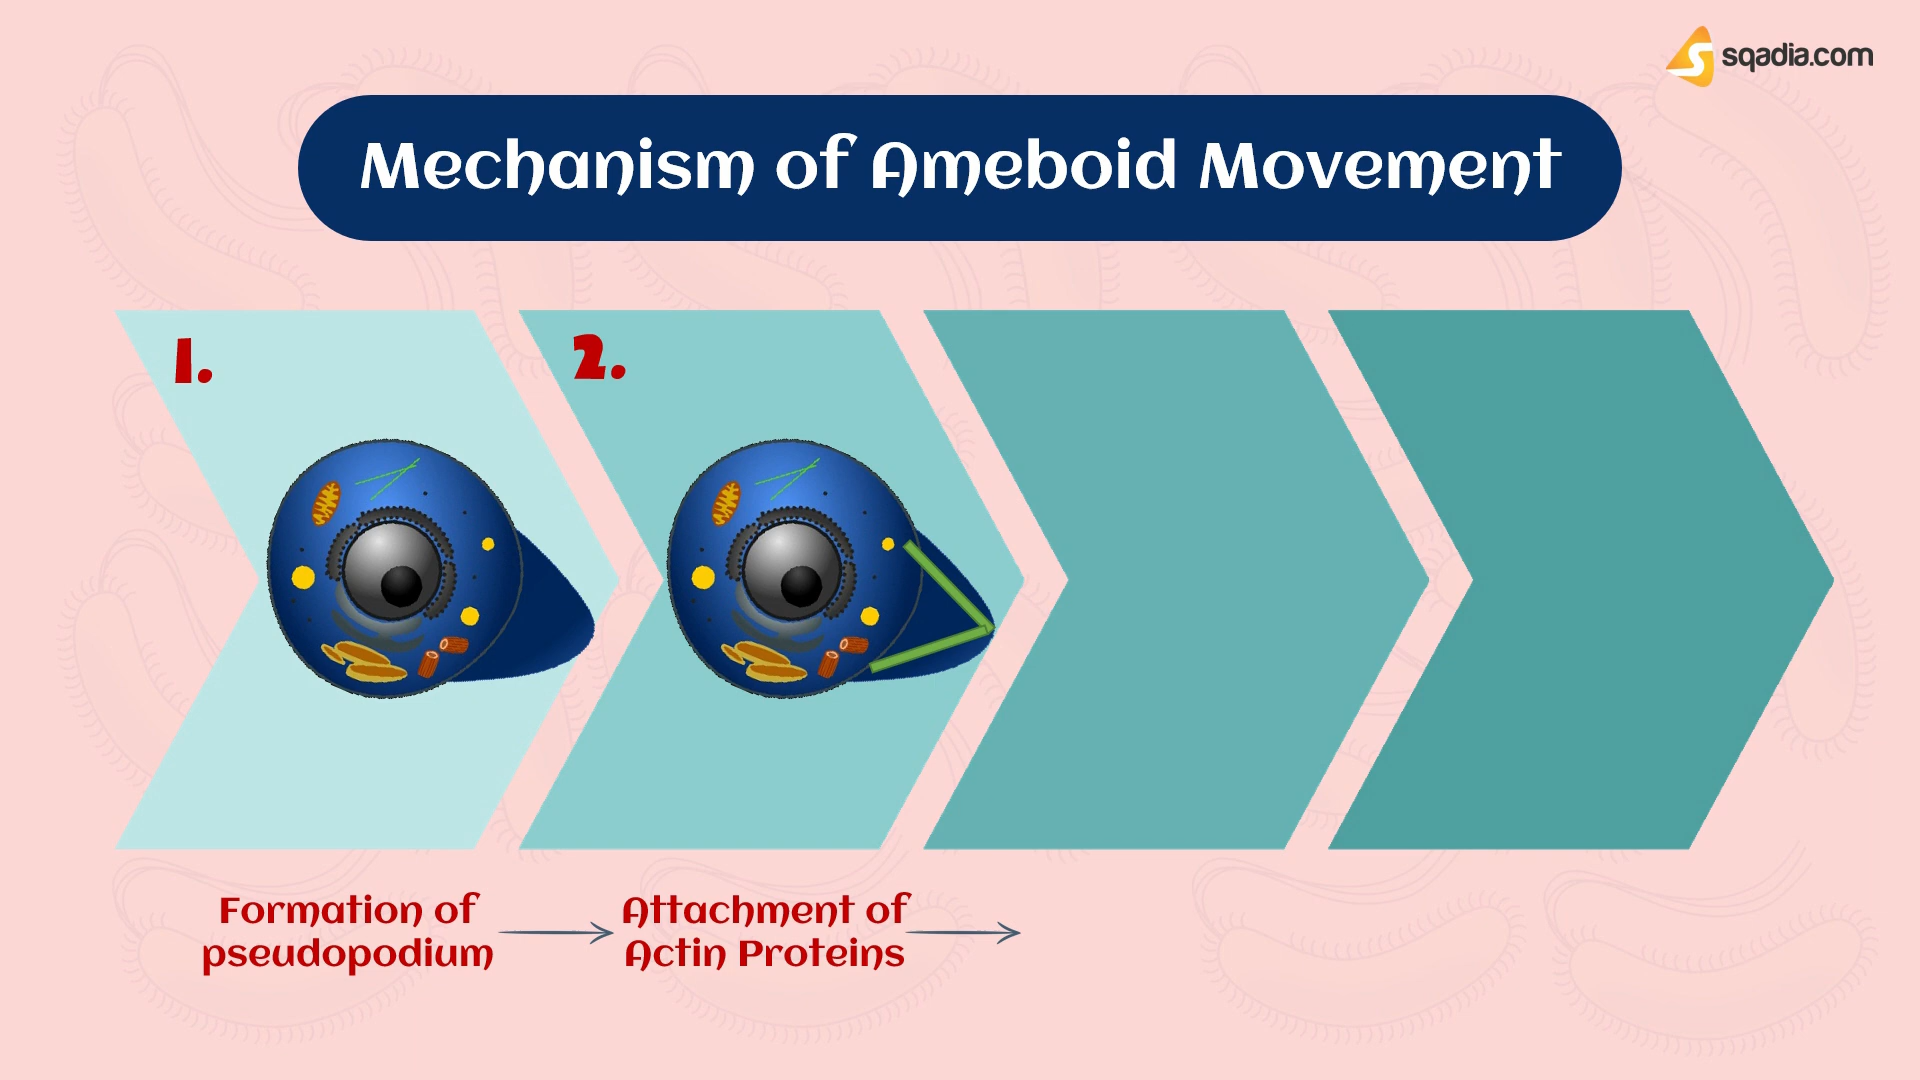 sqadia.com
Mechanism of Ameboid Movement
1.
2.
Formation of
pseudopodium
Attachment of
Actin Proteins